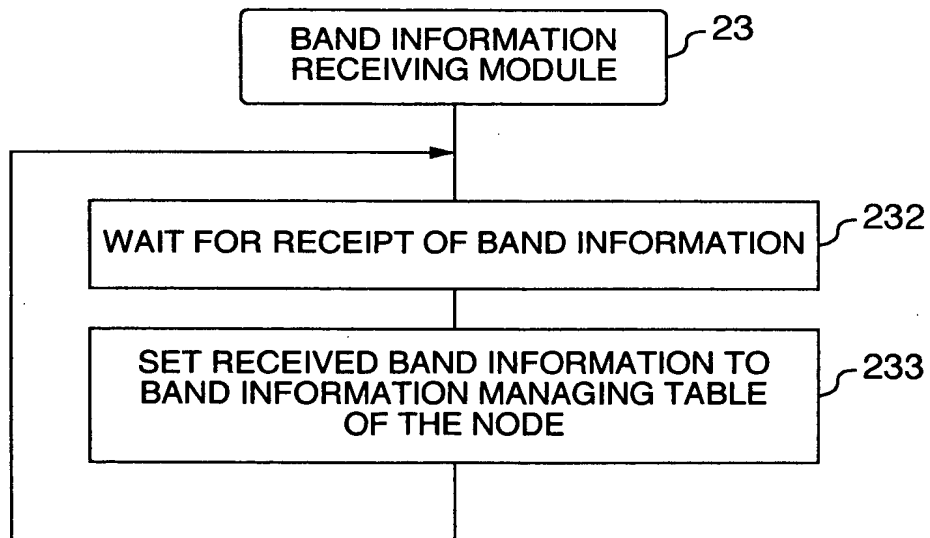 BAND INFORMATION
RECEIVING MODULE
23
WAIT FOR RECEIPT OF BAND INFORMATION
232
SET RECEIVED BAND INFORMATION TO
BAND INFORMATION MANAGING TABLE
OF THE NODE
233